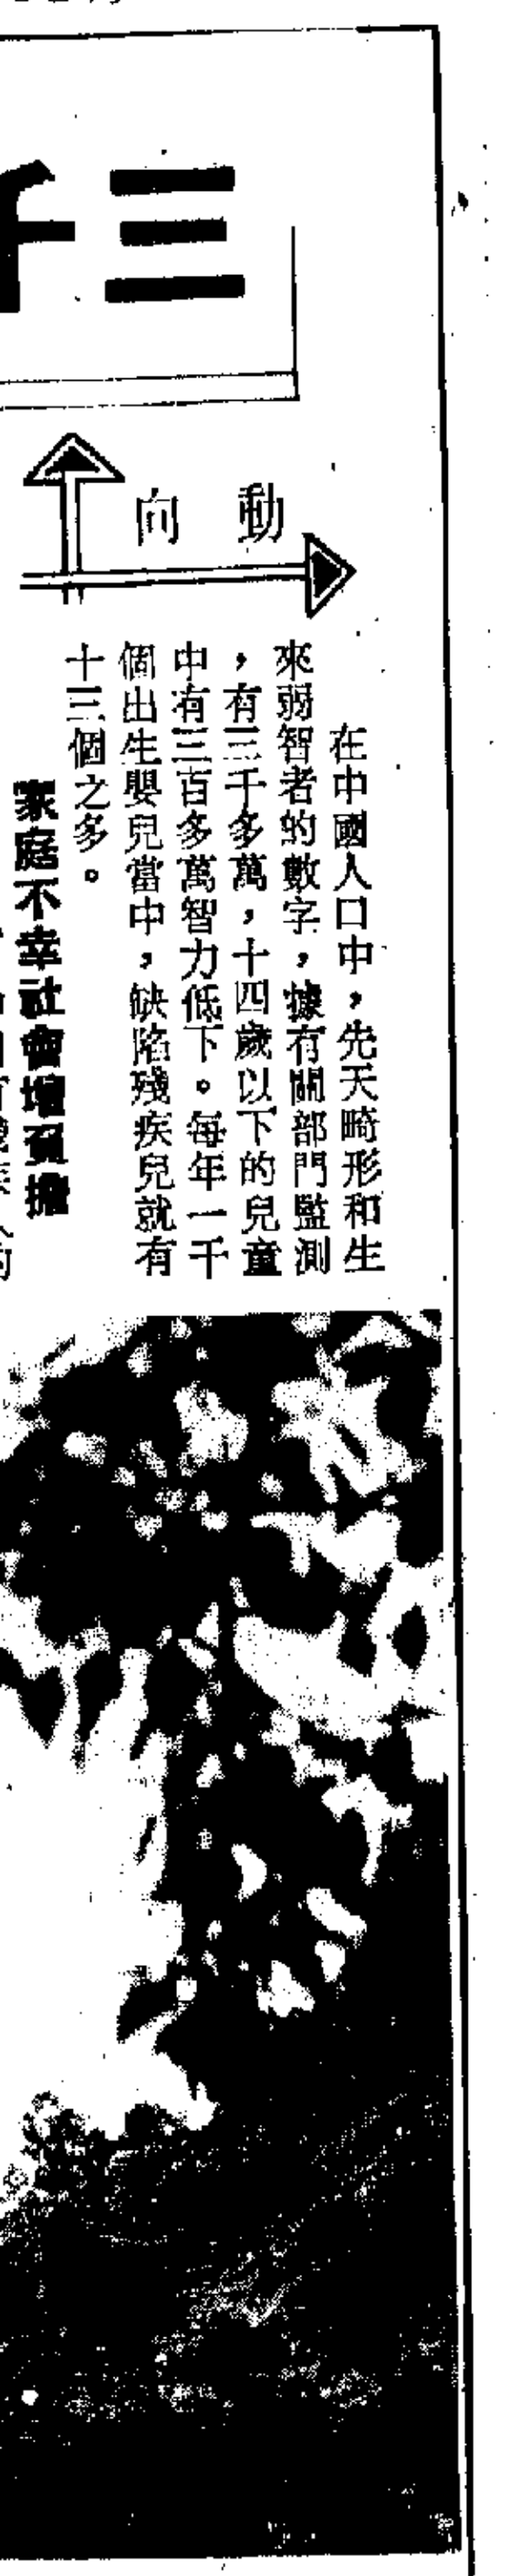 三千
動向
在中國人口中，先天畸形和生
來弱智者的數字，據有關部門監測
，有三千多萬，十四歲以下的兒童
中有三百多萬智力低下。每年一千
個出生嬰兒當中，缺陷殘疾兒就有
十三個之多。
家庭不幸社會增負擔